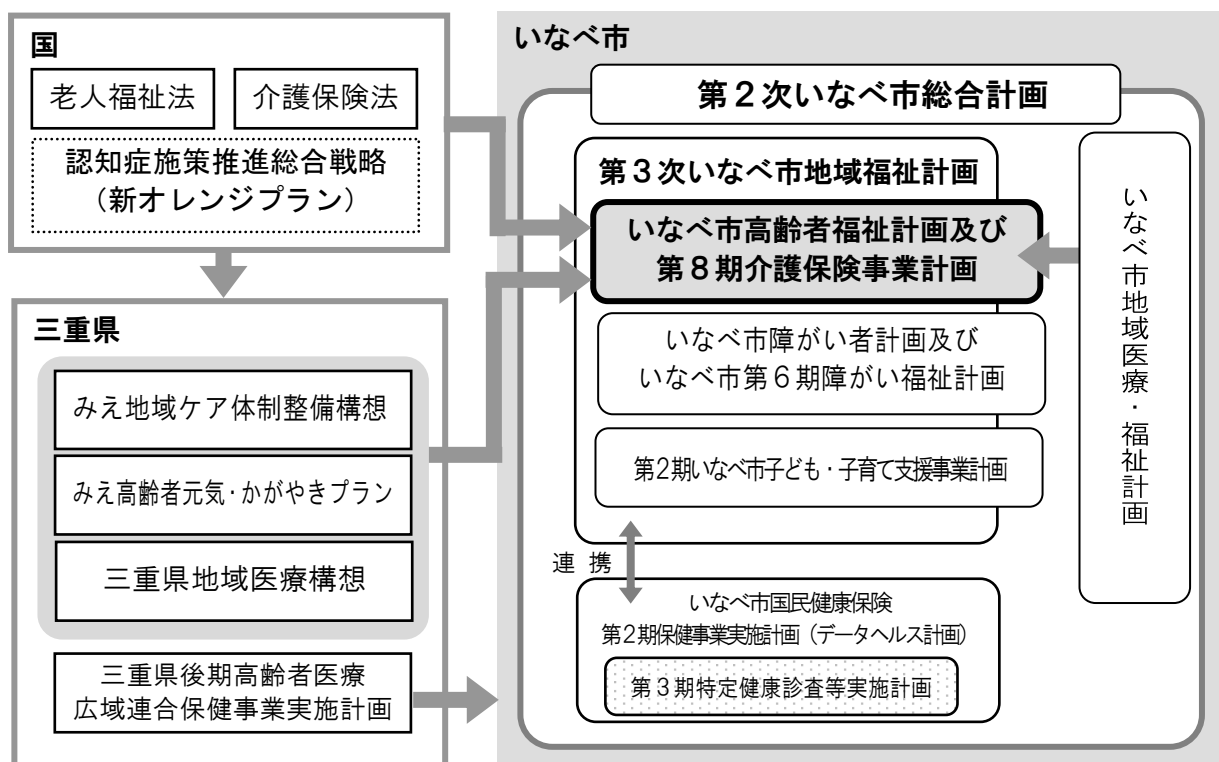 国
老人福祉法
介護保険法
認知症施策推進総合戦略
（新オレンジプラン）
三重県
みえ地域ケア体制整備構想
みえ高齢者元気・かがやきプラン
三重県地域医療構想
三重県後期高齢者医療
広域連合保健事業実施計画
いなべ市
第２次いなべ市総合計画
第３次いなべ市地域福祉計画
いなべ市高齢者福祉計画及び
第８期介護保険事業計画
いなべ市障がい者計画及び
いなべ市第６期障がい福祉計画
第2期いなべ市子ども・子育て支援事業計画
連 携
いなべ市国民健康保険
第2期保健事業実施計画（データヘルス計画）
第３期特定健康診査等実施計画
いなべ市地域医療・福祉計画